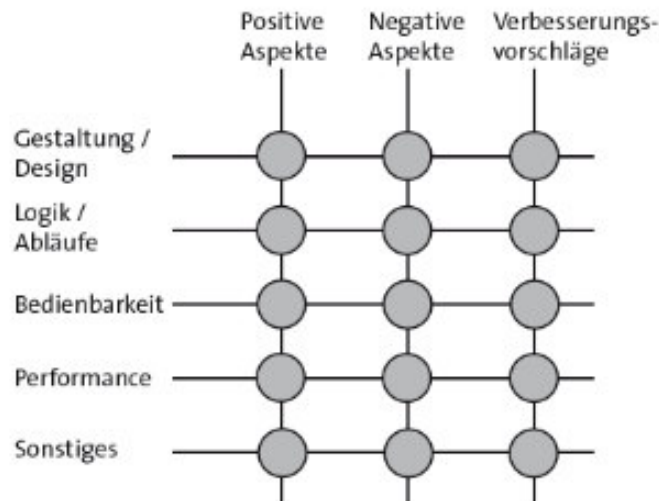 Positive
Aspekte
Negative
Aspekte
Verbesserungs-
vorschläge
Gestaltung /
Design
Logik /
Abläufe
Bedienbarkeit
Performance
Sonstiges